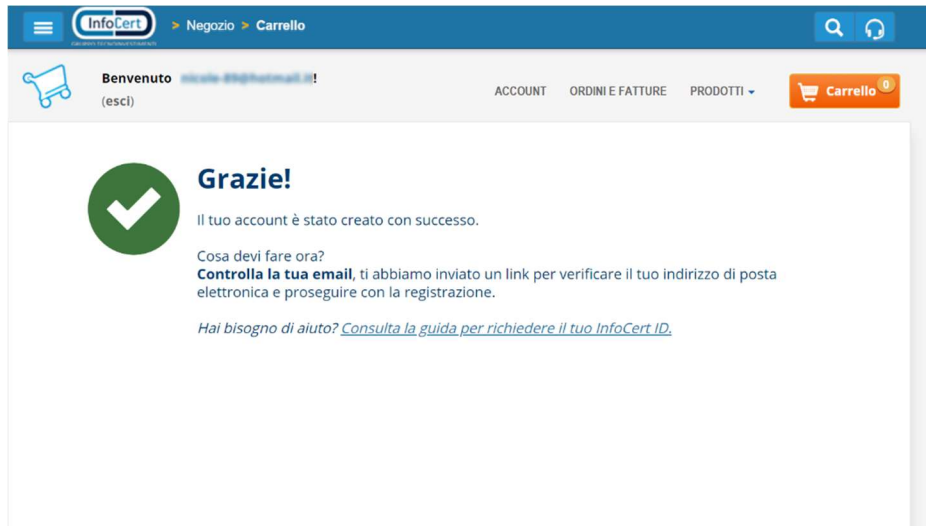 InfoCert
> Negozio > Carrello
Benvenuto !
(esci)
ACCOUNT ORDINI E FATTURE PRODOTTI
Carrello 0
Grazie!
Il tuo account è stato creato con successo.
Cosa devi fare ora?
Controlla la tua email, ti abbiamo inviato un link per verificare il tuo indirizzo di posta
elettronica e proseguire con la registrazione.
Hai bisogno di aiuto? Consulta la guida per richiedere il tuo InfoCert ID.